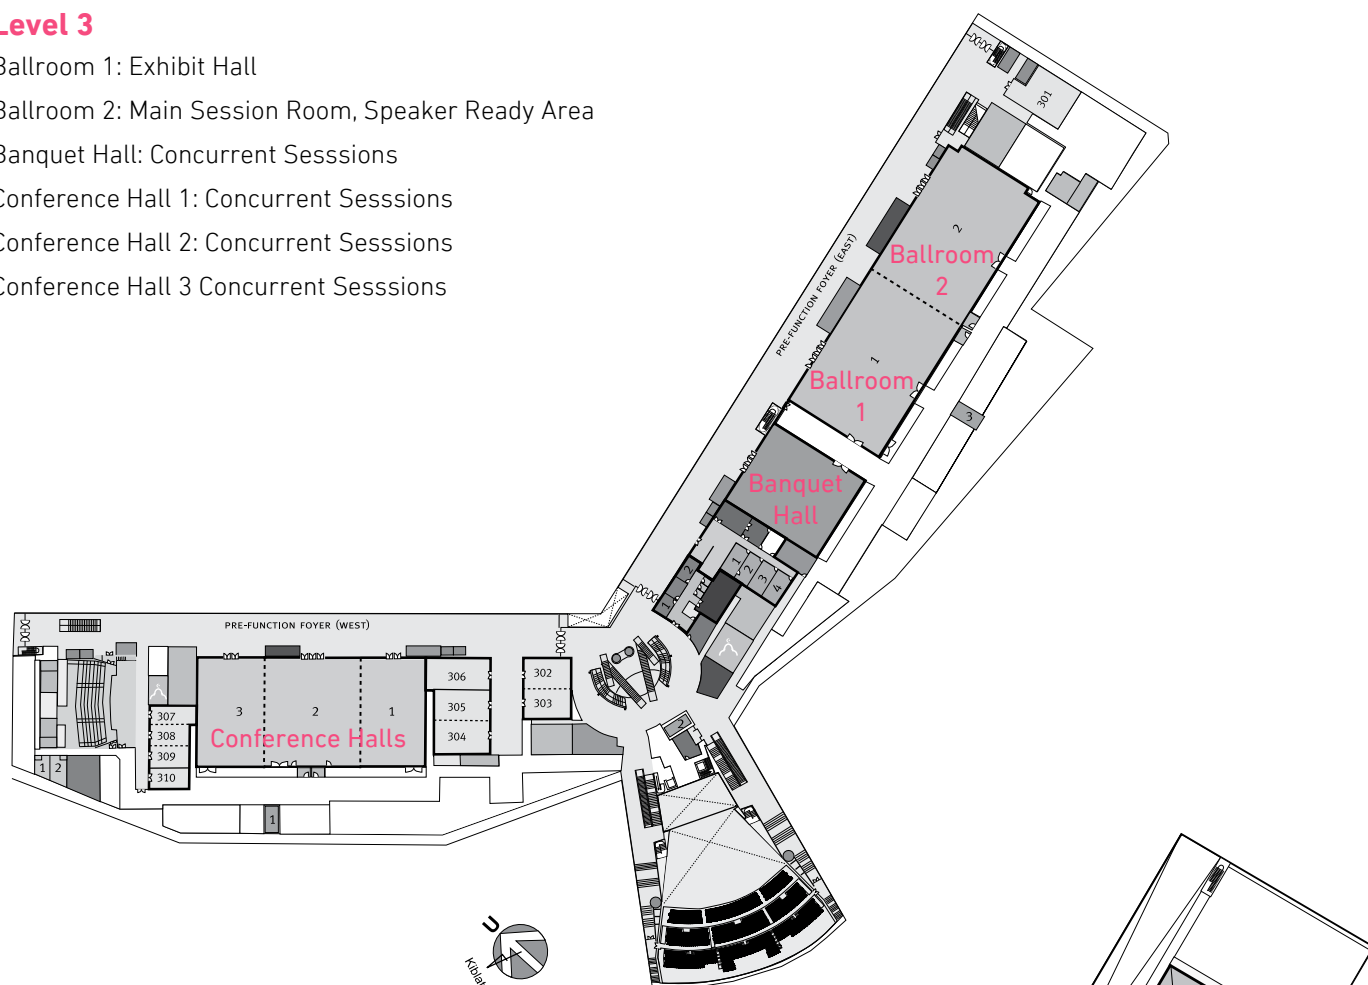 Level 3
Ballroom 1: Exhibit Hall
Ballroom 2: Main Session Room, Speaker Ready Area
Banquet Hall: Concurrent Sesssions
Conference Hall 1: Concurrent Sesssions
Conference Hall 2: Concurrent Sesssions
Conference Hall 3 Concurrent Sesssions
301
2
Ballroom
2
PRE-FUNCTION FOYER (EAST)
1
Ballroom
1
3
Banquet
Hall
1
2
3
4
2
1
PRE-FUNCTION FOYER (WEST)
306
305
304
302
303
3
2
1
Conference Halls
307
308
309
310
1
2
1
2
U
Kiblat